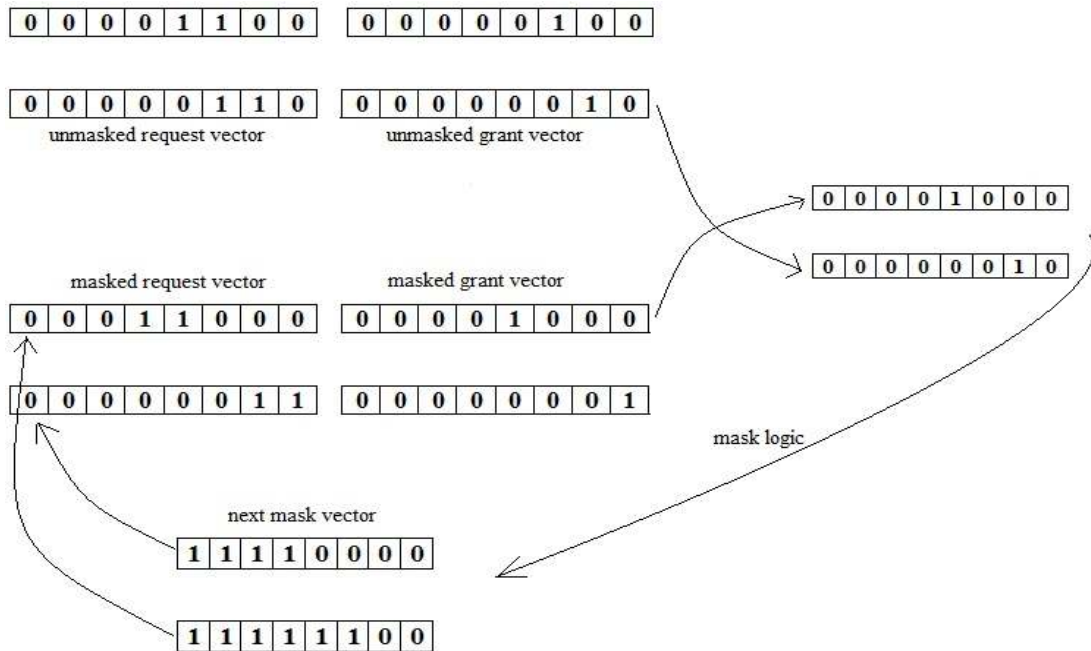 0 0 0 0 1 1 0 0 0 0 0 0 0 1 0 0
0 0 0 0 0 1 1 0 0 0 0 0 0 0 1 0
unmasked request vector unmasked grant vector
0 0 0 0 1 0 0 0
0 0 0 0 0 0 1 0
masked request vector masked grant vector
0 0 0 1 1 0 0 0 0 0 0 0 1 0 0 0
0 0 0 0 0 0 1 1 0 0 0 0 0 0 0 1
mask logic
next mask vector
1 1 1 1 0 0 0 0
1 1 1 1 1 1 0 0